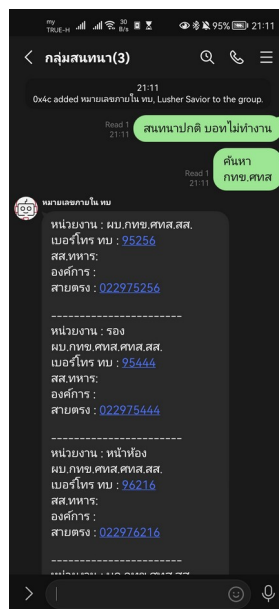 my
TRUE-H
30
B/s
95%
21:11
กลุ่มสนทนา(3)
21:11
0x4c added หมายเลขภายใน ทบ, Lusher Savior to the group.
Read 1
21:11
สนทนาปกติ บอทไม่ทำงาน
Read 1
21:11
ค้นหา
กทข.ศทส
หมายเลขภายใน ทบ
หน่วยงาน : ผบ.กทข.ศทส.สส.
เบอร์โทร ทบ : 95256
สส.ทหาร:
องค์การ :
สายตรง : 022975256
-----------------------
หน่วยงาน : รอง
ผบ.กทข.ศทส.ศทส.สส.
เบอร์โทร ทบ : 95444
สส.ทหาร:
องค์การ :
สายตรง : 022975444
-----------------------
หน่วยงาน : หน้าห้อง
ผบ.กทข.ศทส.ศทส.สส.
เบอร์โทร ทบ : 96216
สส.ทหาร:
องค์การ :
สายตรง : 022976216
-----------------------